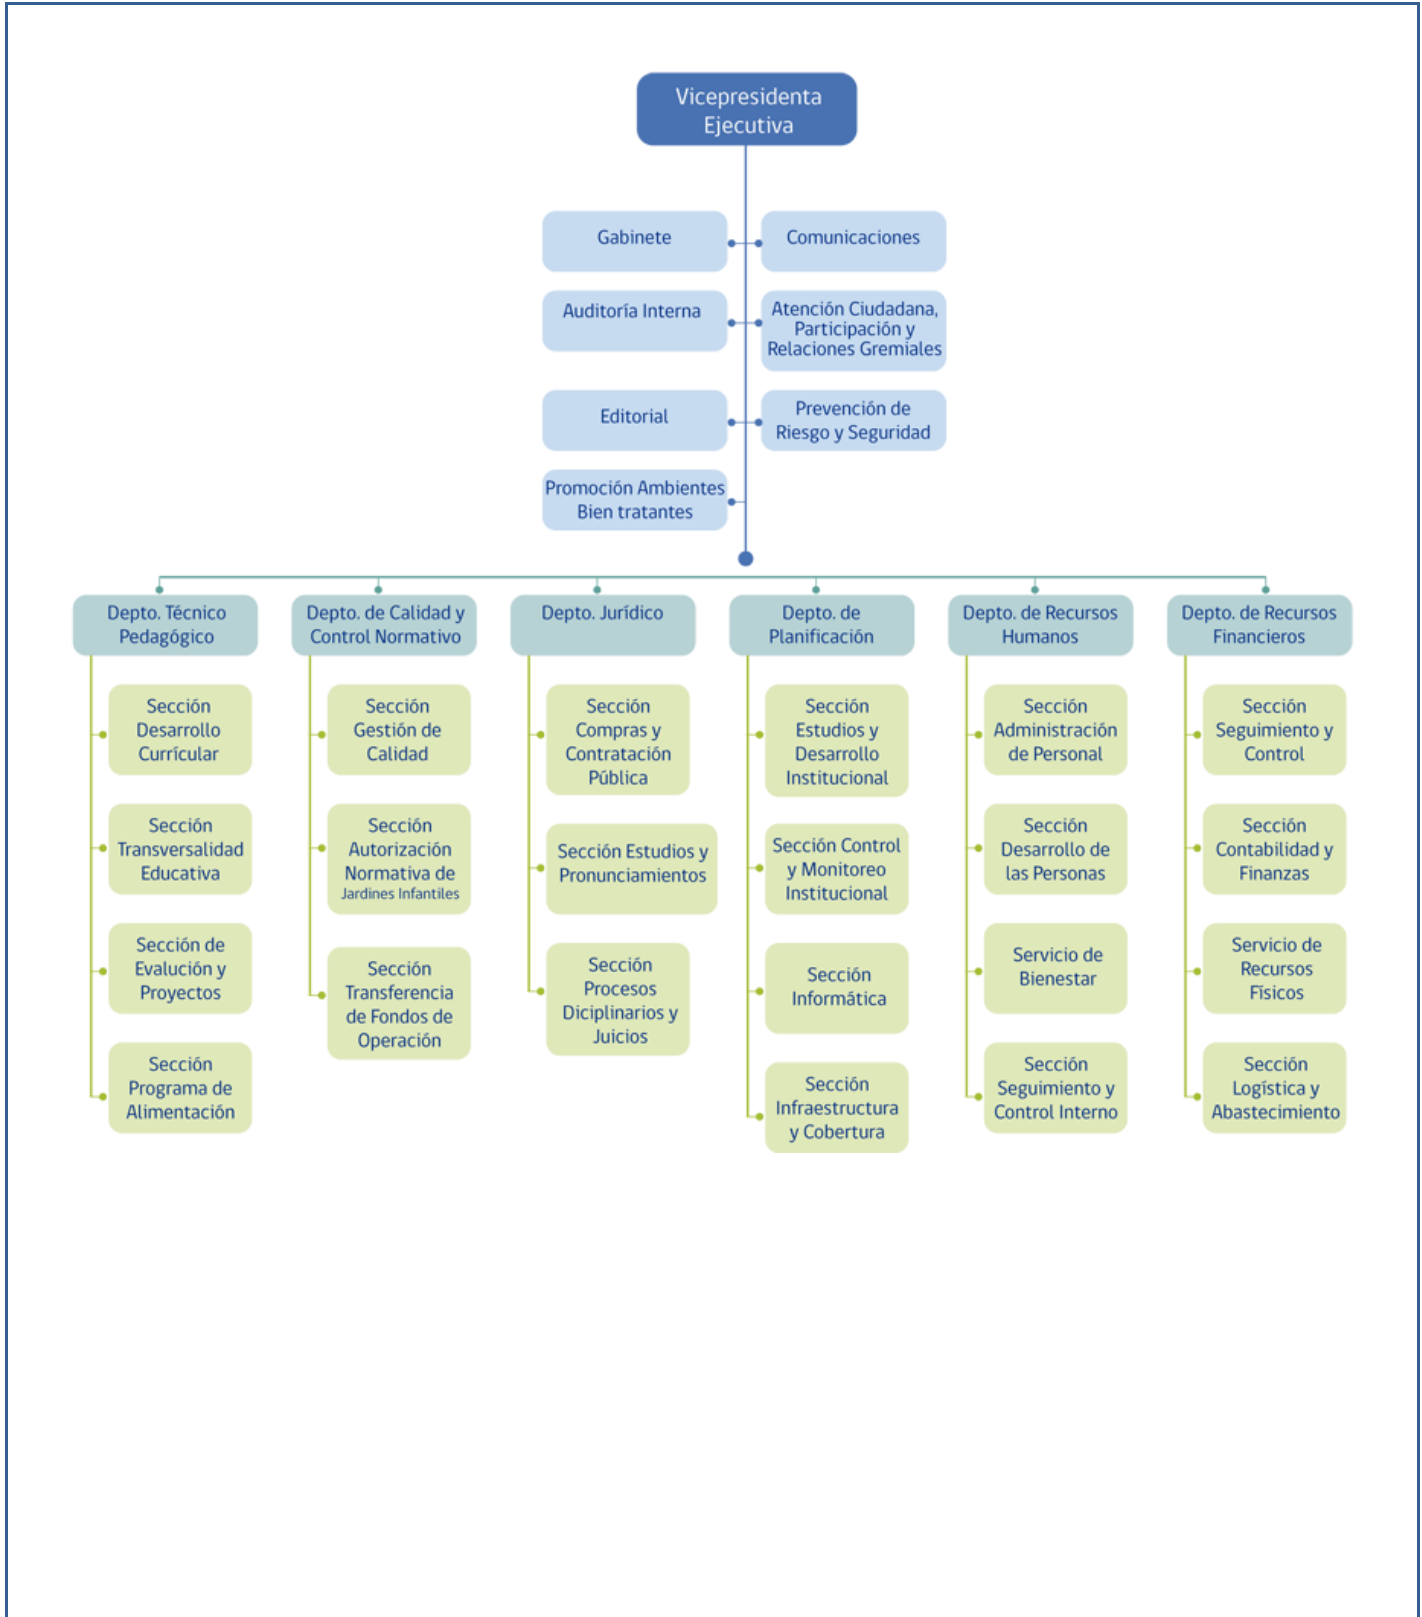 Vicepresidenta
Ejecutiva
Gabinete
Comunicaciones
Auditoría Interna
Atención Ciudadana,
Participación y
Relaciones Gremiales
Editorial
Prevención de
Riesgo y Seguridad
Promoción Ambientes
Bien tratantes
Depto. Técnico
Pedagógico
Sección
Desarrollo
Currícular
Sección
Transversalidad
Educativa
Sección de
Evalución y
Proyectos
Sección
Programa de
Alimentación
Depto. de Calidad y
Control Normativo
Sección
Gestión de
Calidad
Sección
Autorización
Normativa de
Jardines Infantiles
Sección
Transferencia
de Fondos de
Operación
Depto. Jurídico
Sección
Compras y
Contratación
Pública
Sección Estudios y
Pronunciamientos
Sección
Procesos
Diciplinarios y
Juicios
Depto. de
Planificación
Sección
Estudios y
Desarrollo
Institucional
Sección Control
y Monitoreo
Institucional
Sección
Informática
Sección
Infraestructura
y Cobertura
Depto. de Recursos
Humanos
Sección
Administración
de Personal
Sección
Desarrollo de
las Personas
Servicio de
Bienestar
Sección
Seguimiento y
Control Interno
Depto. de Recursos
Financieros
Sección
Seguimiento y
Control
Sección
Contabilidad y
Finanzas
Servicio de
Recursos
Físicos
Sección
Logística y
Abastecimiento